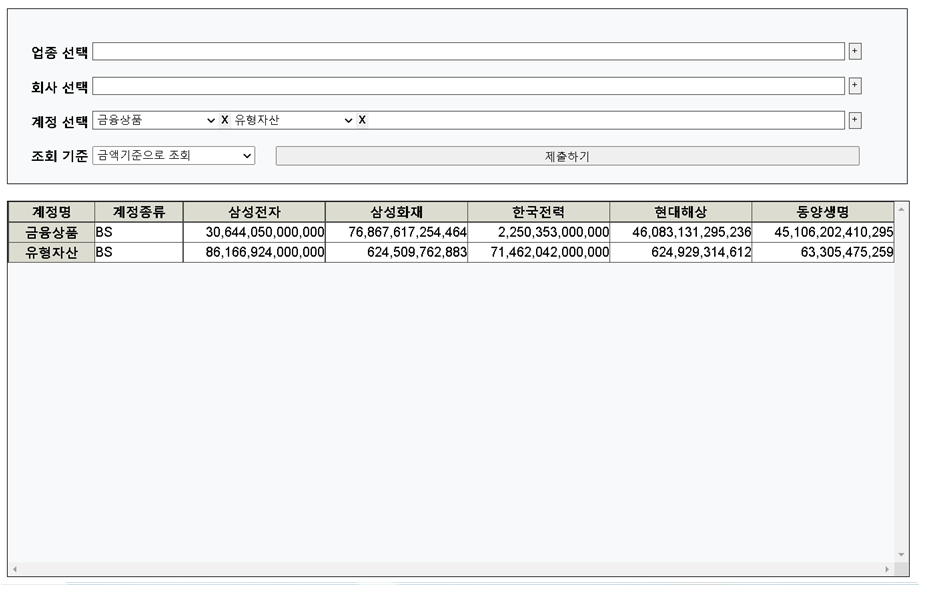 업종 선택 +
회사 선택 +
계정 선택 금융상품 X 유형자산 X +
조회 기준 금액기준으로 조회 제출하기
계정명 계정종류 삼성전자 삼성화재 한국전력 현대해상 동양생명
금융상품 BS 30,644,050,000,000 76,867,617,254,464 2,250,353,000,000 46,083,131,295,236 45,106,202,410,295
유형자산 BS 86,166,924,000,000 624,509,762,883 71,462,042,000,000 624,929,314,612 63,305,475,259